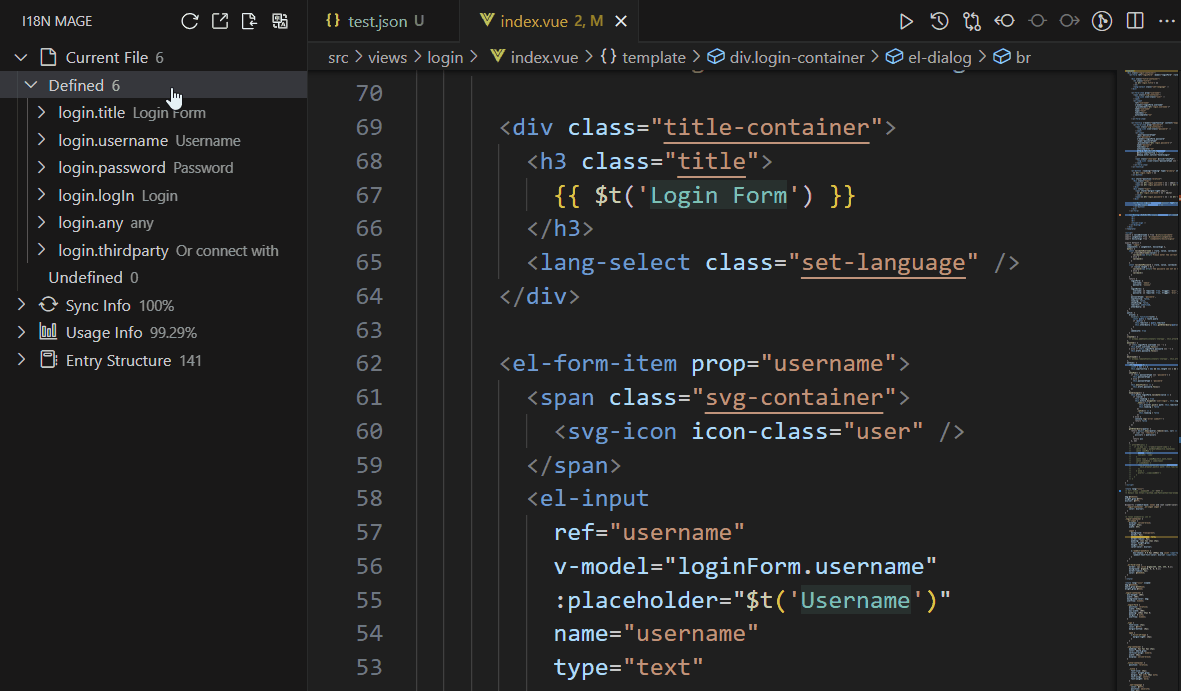 I18N MAGE
Current File 6
Defined 6
login.title Login Form
login.username Username
login.password Password
login.logIn Login
login.any any
login.thirdparty Or connect with
Undefined 0
Sync Info 100%
Usage Info 99.29%
Entry Structure 141
{} test.json U
index.vue 2, M
src > views > login > index.vue > {} template > div.login-container > el-dialog > br
70
69 <div class="title-container">
68 <h3 class="title">
67 {{ $t('Login Form') }}
66 </h3>
65 <lang-select class="set-language" />
64 </div>
63
62 <el-form-item prop="username">
61 <span class="svg-container">
60 <svg-icon icon-class="user" />
59 </span>
58 <el-input
57 ref="username"
56 v-model="loginForm.username"
55 :placeholder="$t('Username')"
54 name="username"
53 type="text"